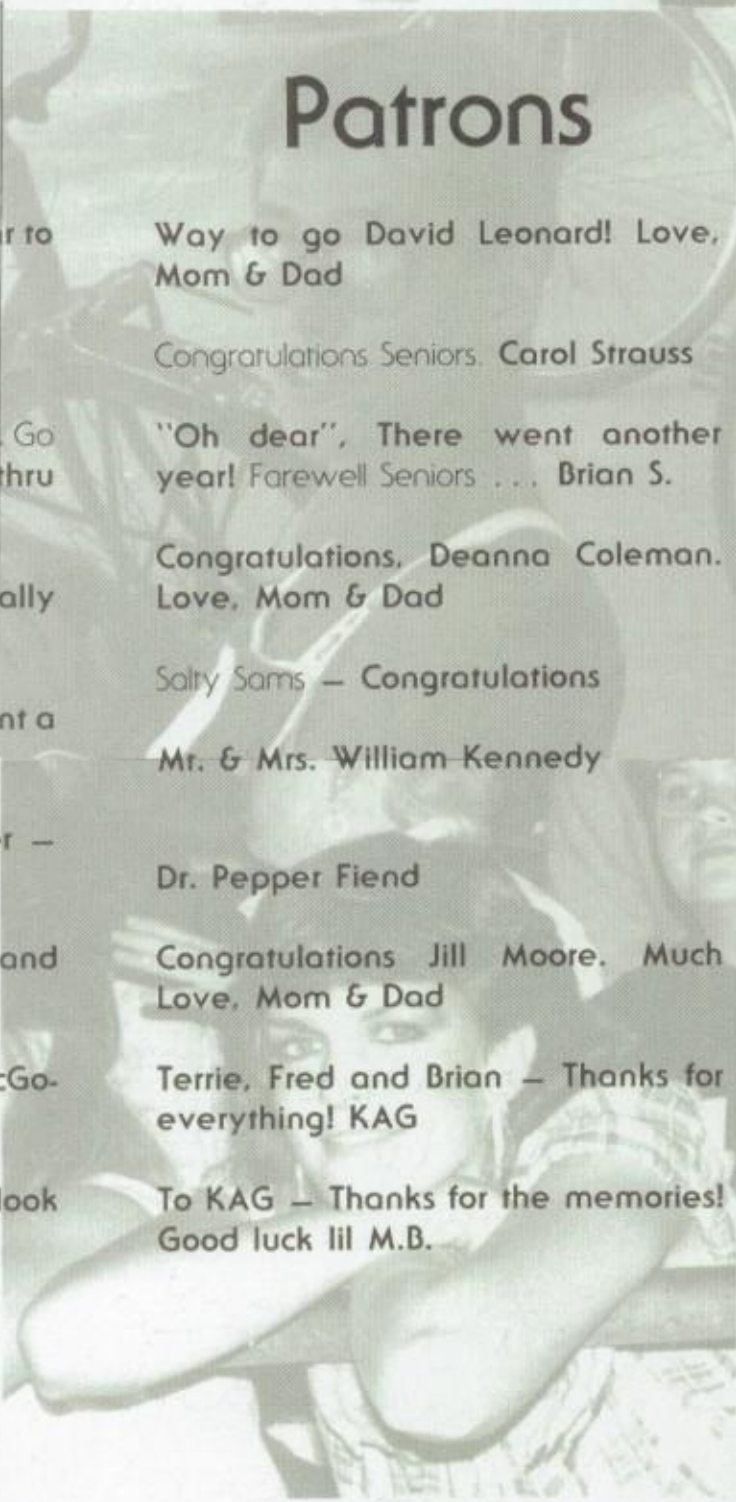 Patrons
r to
Go
thru
ally
nt a
r –
and
cGo-
look
Way to go David Leonard! Love,
Mom & Dad
Congratulations Seniors. Carol Strauss
"Oh dear", There went another
year! Farewell Seniors ... Brian S.
Congratulations, Deanna Coleman.
Love, Mom & Dad
Salty Sams – Congratulations
Mr. & Mrs. William Kennedy
Dr. Pepper Fiend
Congratulations Jill Moore. Much
Love, Mom & Dad
Terrie, Fred and Brian – Thanks for
everything! KAG
To KAG – Thanks for the memories!
Good luck lil M.B.